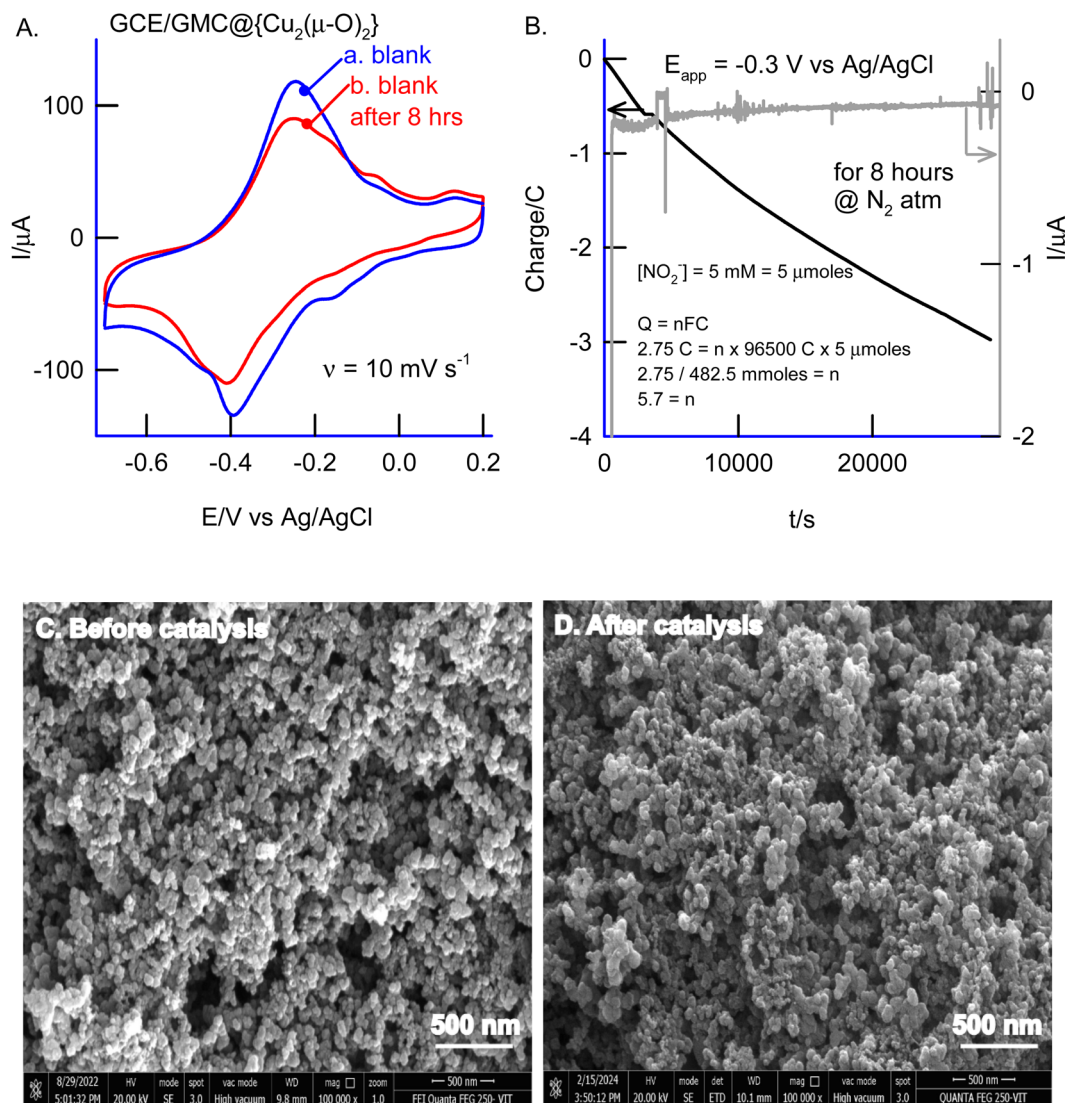 A.
GCE/GMC@{Cu₂(μ-O)₂}
a. blank
b. blank
after 8 hrs
100
0
-100
I/μA
ν = 10 mV s⁻¹
-0.6
-0.4
-0.2
0.0
0.2
E/V vs Ag/AgCl
B.
E_app = -0.3 V vs Ag/AgCl
0
-1
-2
-3
-4
Charge/C
for 8 hours
@ N₂ atm
[NO₂⁻] = 5 mM = 5 μmoles
Q = nFC
2.75 C = n x 96500 C x 5 μmoles
2.75 / 482.5 mmoles = n
5.7 = n
0
-1
-2
I/μA
0
10000
20000
t/s
C. Before catalysis
500 nm
8/29/2022 HV mode spot vac mode WD mag □ zoom 500 nm
5:01:32 PM 20.00 kV SE 3.0 High vacuum 9.8 mm 100 000 x 1.0 FEI Quanta FEG 250- VIT
D. After catalysis
500 nm
2/15/2024 HV mode det WD mag □ spot 500 nm
3:50:12 PM 20.00 kV SE ETD 10.1 mm 100 000 x 3.0 QUANTA FEG 250-VIT